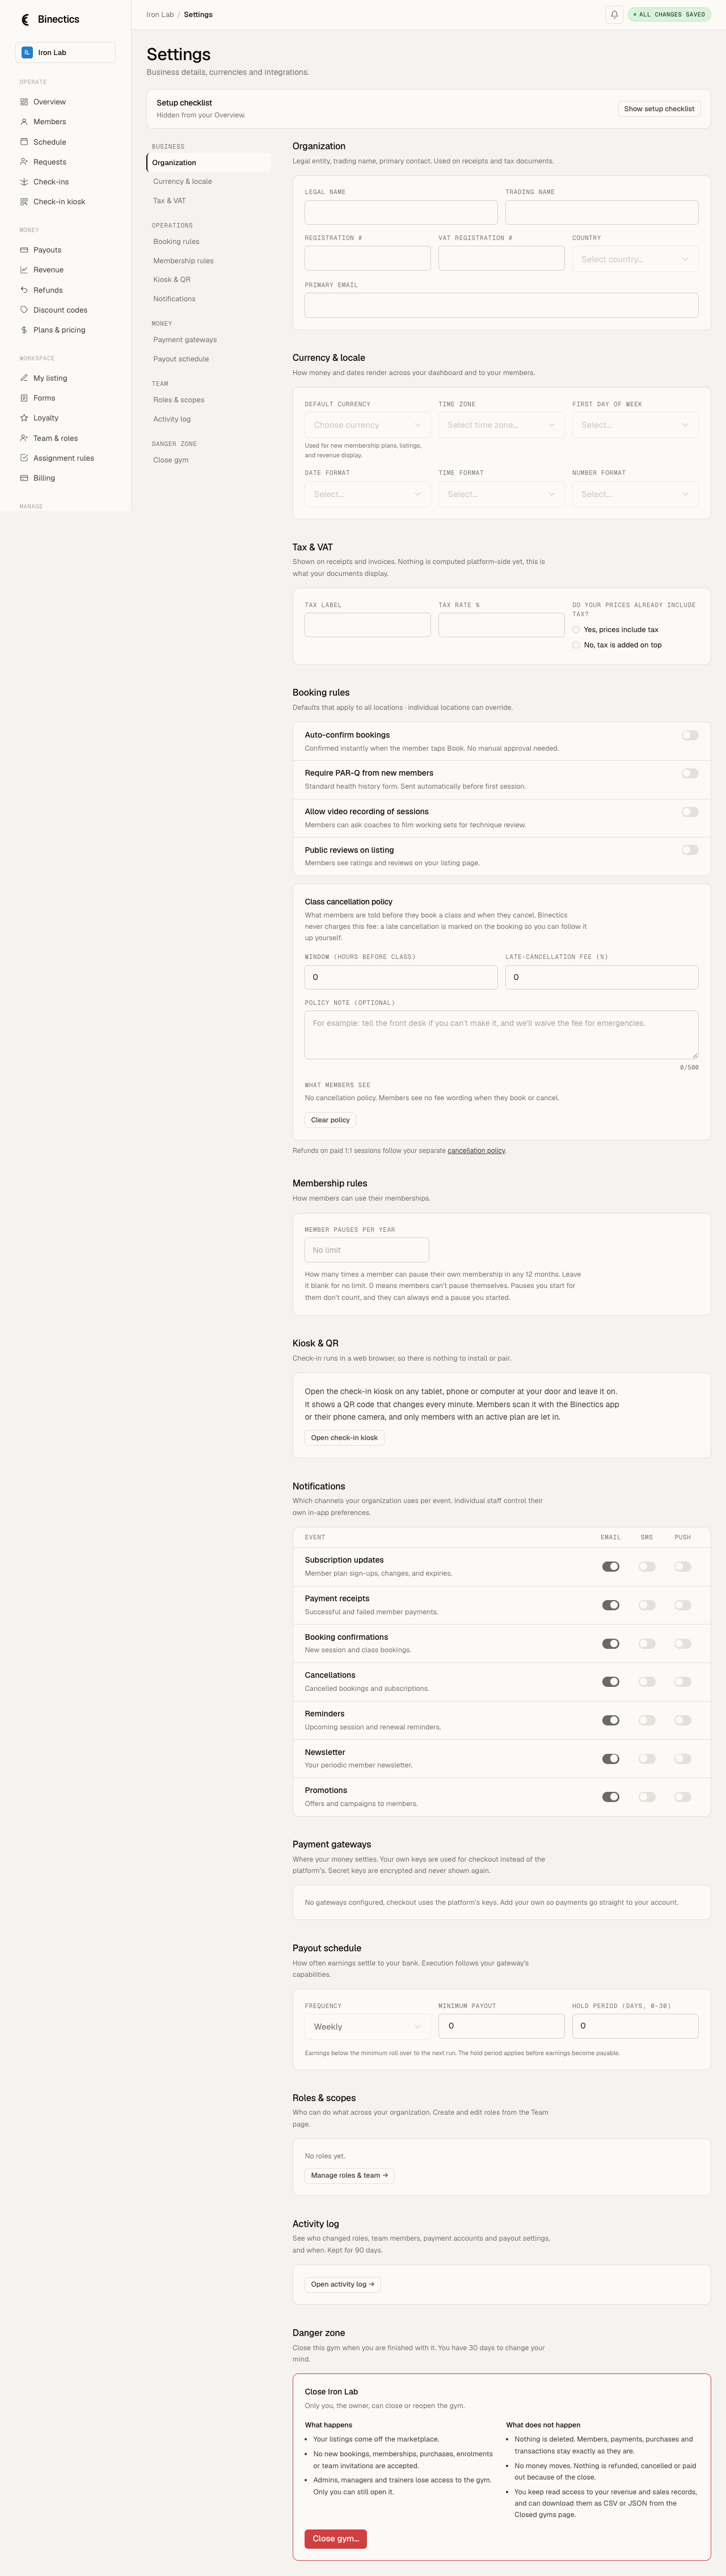 Binectics
IL Iron Lab
OPERATE
Overview
Members
Schedule
Requests
Check-ins
Check-in kiosk
MONEY
Payouts
Revenue
Refunds
Discount codes
Plans & pricing
WORKSPACE
My listing
Forms
Loyalty
Team & roles
Assignment rules
Billing
MANAGE
Iron Lab / Settings
ALL CHANGES SAVED
Settings
Business details, currencies and integrations.
Setup checklist
Hidden from your Overview.
Show setup checklist
BUSINESS
Organization
Currency & locale
Tax & VAT
OPERATIONS
Booking rules
Membership rules
Kiosk & QR
Notifications
MONEY
Payment gateways
Payout schedule
TEAM
Roles & scopes
Activity log
DANGER ZONE
Close gym
Organization
Legal entity, trading name, primary contact. Used on receipts and tax documents.
LEGAL NAME
TRADING NAME
REGISTRATION #
VAT REGISTRATION #
COUNTRY
Select country...
PRIMARY EMAIL
Currency & locale
How money and dates render across your dashboard and to your members.
DEFAULT CURRENCY
TIME ZONE
FIRST DAY OF WEEK
Choose currency
Select time zone...
Select...
Used for new membership plans, listings,
and revenue display.
DATE FORMAT
TIME FORMAT
NUMBER FORMAT
Select...
Select...
Select...
Tax & VAT
Shown on receipts and invoices. Nothing is computed platform-side yet, this is
what your documents display.
TAX LABEL
TAX RATE %
DO YOUR PRICES ALREADY INCLUDE
TAX?
Yes, prices include tax
No, tax is added on top
Booking rules
Defaults that apply to all locations · individual locations can override.
Auto-confirm bookings
Confirmed instantly when the member taps Book. No manual approval needed.
Require PAR-Q from new members
Standard health history form. Sent automatically before first session.
Allow video recording of sessions
Members can ask coaches to film working sets for technique review.
Public reviews on listing
Members see ratings and reviews on your listing page.
Class cancellation policy
What members are told before they book a class and when they cancel. Binectics
never charges this fee: a late cancellation is marked on the booking so you can follow it
up yourself.
WINDOW (HOURS BEFORE CLASS)
LATE-CANCELLATION FEE (%)
0
0
POLICY NOTE (OPTIONAL)
For example: tell the front desk if you can't make it, and we'll waive the fee for emergencies.
0/500
WHAT MEMBERS SEE
No cancellation policy. Members see no fee wording when they book or cancel.
Clear policy
Refunds on paid 1:1 sessions follow your separate cancellation policy.
Membership rules
How members can use their memberships.
MEMBER PAUSES PER YEAR
No limit
How many times a member can pause their own membership in any 12 months. Leave
it blank for no limit. 0 means members can't pause themselves. Pauses you start for
them don't count, and they can always end a pause you started.
Kiosk & QR
Check-in runs in a web browser, so there is nothing to install or pair.
Open the check-in kiosk on any tablet, phone or computer at your door and leave it on.
It shows a QR code that changes every minute. Members scan it with the Binectics app
or their phone camera, and only members with an active plan are let in.
Open check-in kiosk
Notifications
Which channels your organization uses per event. Individual staff control their
own in-app preferences.
EVENT
EMAIL
SMS
PUSH
Subscription updates
Member plan sign-ups, changes, and expiries.
Payment receipts
Successful and failed member payments.
Booking confirmations
New session and class bookings.
Cancellations
Cancelled bookings and subscriptions.
Reminders
Upcoming session and renewal reminders.
Newsletter
Your periodic member newsletter.
Promotions
Offers and campaigns to members.
Payment gateways
Where your money settles. Your own keys are used for checkout instead of the
platform's. Secret keys are encrypted and never shown again.
No gateways configured, checkout uses the platform's keys. Add your own so payments go straight to your account.
Payout schedule
How often earnings settle to your bank. Execution follows your gateway's
capabilities.
FREQUENCY
MINIMUM PAYOUT
HOLD PERIOD (DAYS, 0-30)
Weekly
0
0
Earnings below the minimum roll over to the next run. The hold period applies before earnings become payable.
Roles & scopes
Who can do what across your organization. Create and edit roles from the Team
page.
No roles yet.
Manage roles & team →
Activity log
See who changed roles, team members, payment accounts and payout settings,
and when. Kept for 90 days.
Open activity log →
Danger zone
Close this gym when you are finished with it. You have 30 days to change your
mind.
Close Iron Lab
Only you, the owner, can close or reopen the gym.
What happens
• Your listings come off the marketplace.
• No new bookings, memberships, purchases, enrolments
or team invitations are accepted.
• Admins, managers and trainers lose access to the gym.
Only you can still open it.
What does not happen
• Nothing is deleted. Members, payments, purchases and
transactions stay exactly as they are.
• No money moves. Nothing is refunded, cancelled or paid
out because of the close.
• You keep read access to your revenue and sales records,
and can download them as CSV or JSON from the
Closed gyms page.
Close gym...